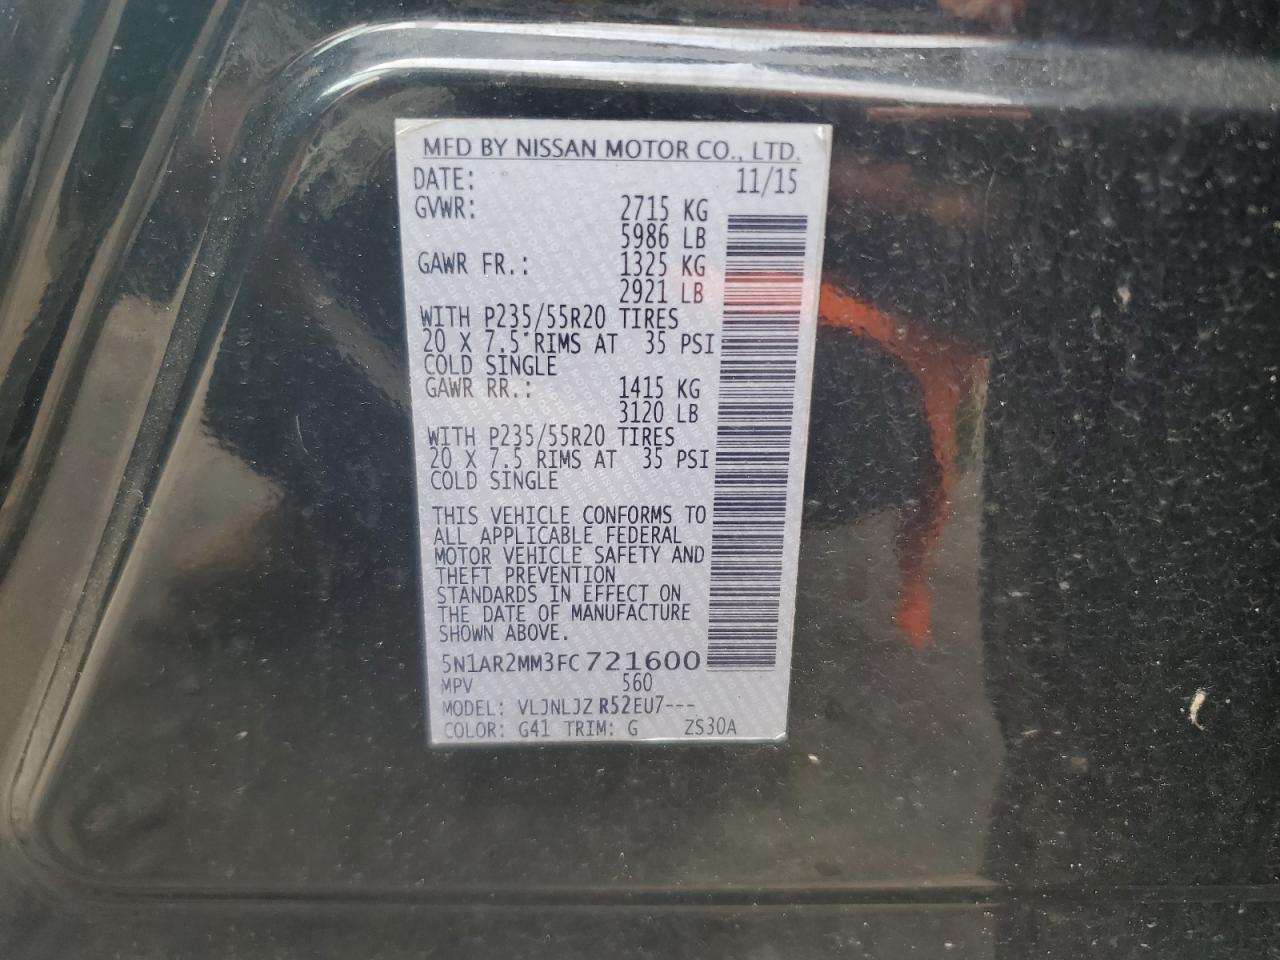 MFD BY NISSAN MOTOR CO., LTD.
DATE: 11/15
GVWR: 2715 KG
5986 LB
GAWR FR.: 1325 KG
2921 LB
WITH P235/55R20 TIRES
20 X 7.5 RIMS AT 35 PSI
COLD SINGLE
GAWR RR.: 1415 KG
3120 LB
WITH P235/55R20 TIRES
20 X 7.5 RIMS AT 35 PSI
COLD SINGLE
THIS VEHICLE CONFORMS TO
ALL APPLICABLE FEDERAL
MOTOR VEHICLE SAFETY AND
THEFT PREVENTION
STANDARDS IN EFFECT ON
THE DATE OF MANUFACTURE
SHOWN ABOVE.
5N1AR2MM3FC721600
MPV 560
MODEL: VLJNLJZR52EU7---
COLOR: G41 TRIM: G ZS30A